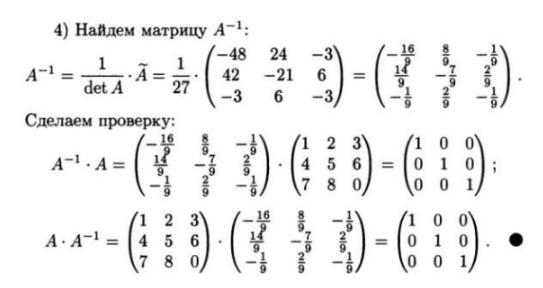 4) Найдем матрицу A⁻¹:
A⁻¹ = 1/det A · Ã = 1/27 · (−48 24 −3; 42 −21 6; −3 6 −3) = (−16/9 8/9 −1/9; 14/9 −7/9 2/9; −1/9 2/9 −1/9).
Сделаем проверку:
A⁻¹ · A = (−16/9 8/9 −1/9; 14/9 −7/9 2/9; −1/9 2/9 −1/9) · (1 2 3; 4 5 6; 7 8 0) = (1 0 0; 0 1 0; 0 0 1);
A · A⁻¹ = (1 2 3; 4 5 6; 7 8 0) · (−16/9 8/9 −1/9; 14/9 −7/9 2/9; −1/9 2/9 −1/9) = (1 0 0; 0 1 0; 0 0 1). ●